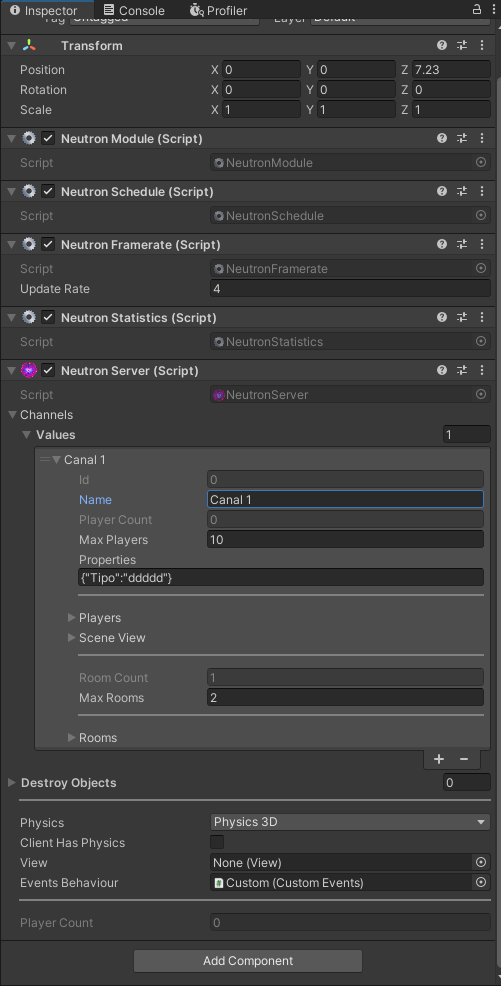 Inspector Console Profiler
Tag Untagged Layer Default
Transform
Position X 0 Y 0 Z 7.23
Rotation X 0 Y 0 Z 0
Scale X 1 Y 1 Z 1
Neutron Module (Script)
Script NeutronModule
Neutron Schedule (Script)
Script NeutronSchedule
Neutron Framerate (Script)
Script NeutronFramerate
Update Rate 4
Neutron Statistics (Script)
Script NeutronStatistics
Neutron Server (Script)
Script NeutronServer
Channels
Values 1
Canal 1
Id 0
Name Canal 1
Player Count 0
Max Players 10
Properties
{"Tipo":"ddddd"}
Players
Scene View
Room Count 1
Max Rooms 2
Rooms
+ −
Destroy Objects 0
Physics Physics 3D
Client Has Physics
View None (View)
Events Behaviour # Custom (Custom Events)
Player Count 0
Add Component